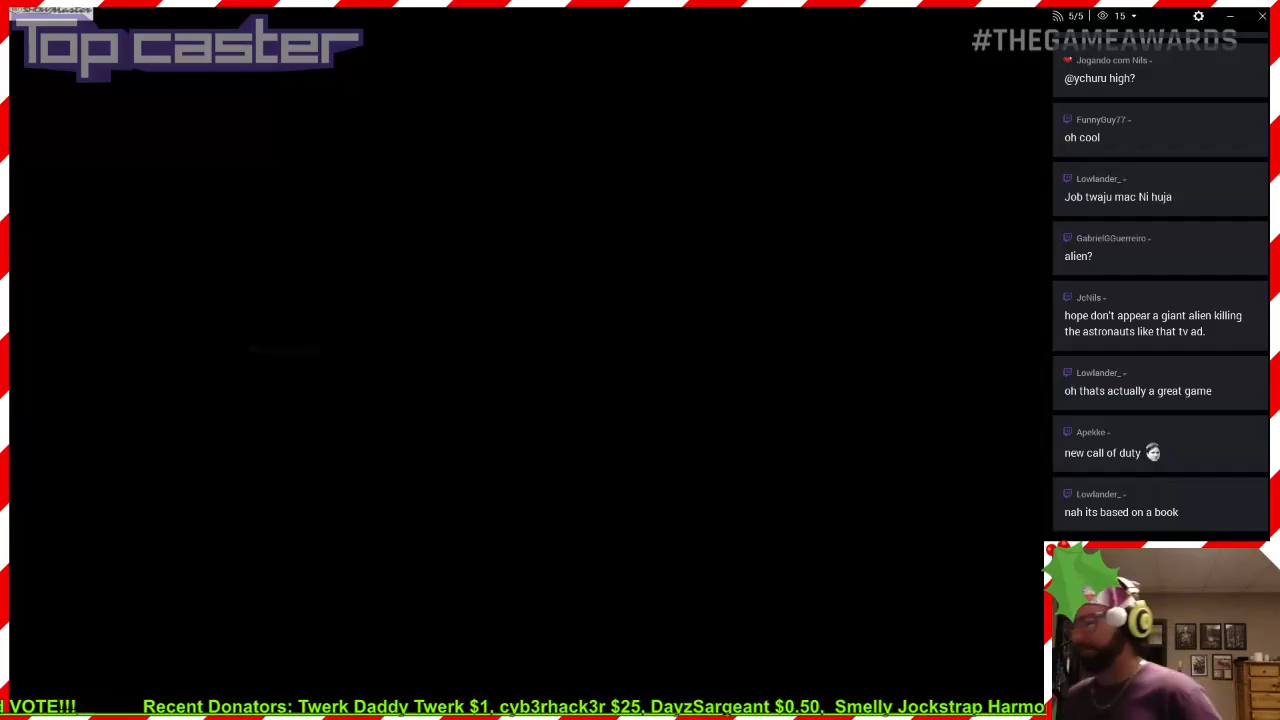 Top caster
#THEGAMEAWARDS
5/5 | 15
Jogando com Nils
@ychuru high?
FunnyGuy77
oh cool
Lowlander_
Job twaju mac Ni huja
GabrielGGuerreiro
alien?
JcNils
hope don't appear a giant alien killing
the astronauts like that tv ad.
Lowlander_
oh thats actually a great game
Apekke
new call of duty
Lowlander_
nah its based on a book
VOTE!!! Recent Donators: Twerk Daddy Twerk $1, cyb3rhack3r $25, DayzSargeant $0.50, Smelly Jockstrap Harmo